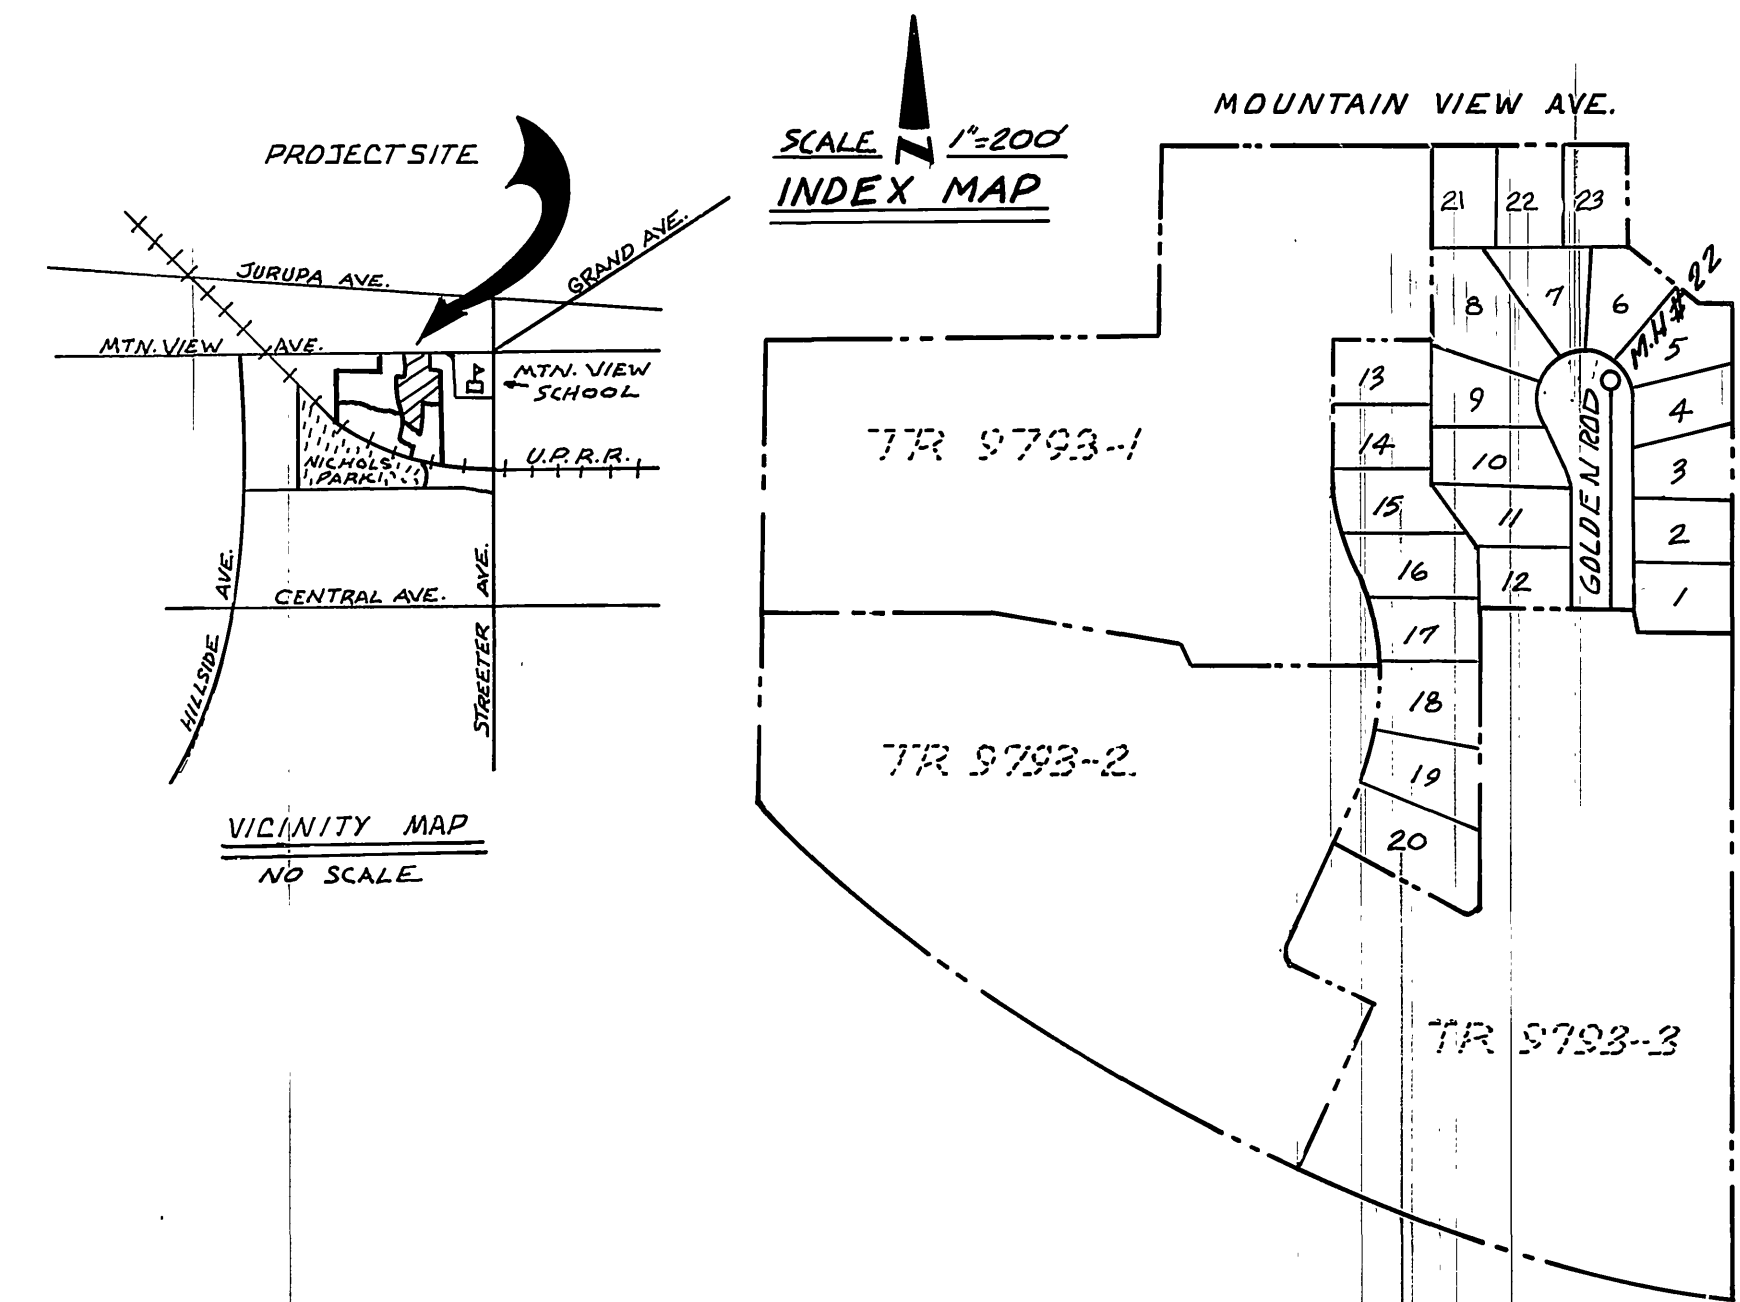 PROJECT SITE
JURUPA AVE.
GRAND AVE.
MTN. VIEW AVE.
MTN. VIEW
SCHOOL
NICHOLS
PARK
U.P.R.R.
HILLSIDE AVE.
CENTRAL AVE.
STREETER AVE.
VICINITY MAP
NO SCALE
SCALE N 1"=200'
INDEX MAP
MOUNTAIN VIEW AVE.
21 22 23
8 7 6
M.H # 22
5
13
9
4
14
10
3
15
11
2
16
12
1
17
18
19
20
GOLDENROD
TR 9793-1
TR 9793-2
TR 9793-3